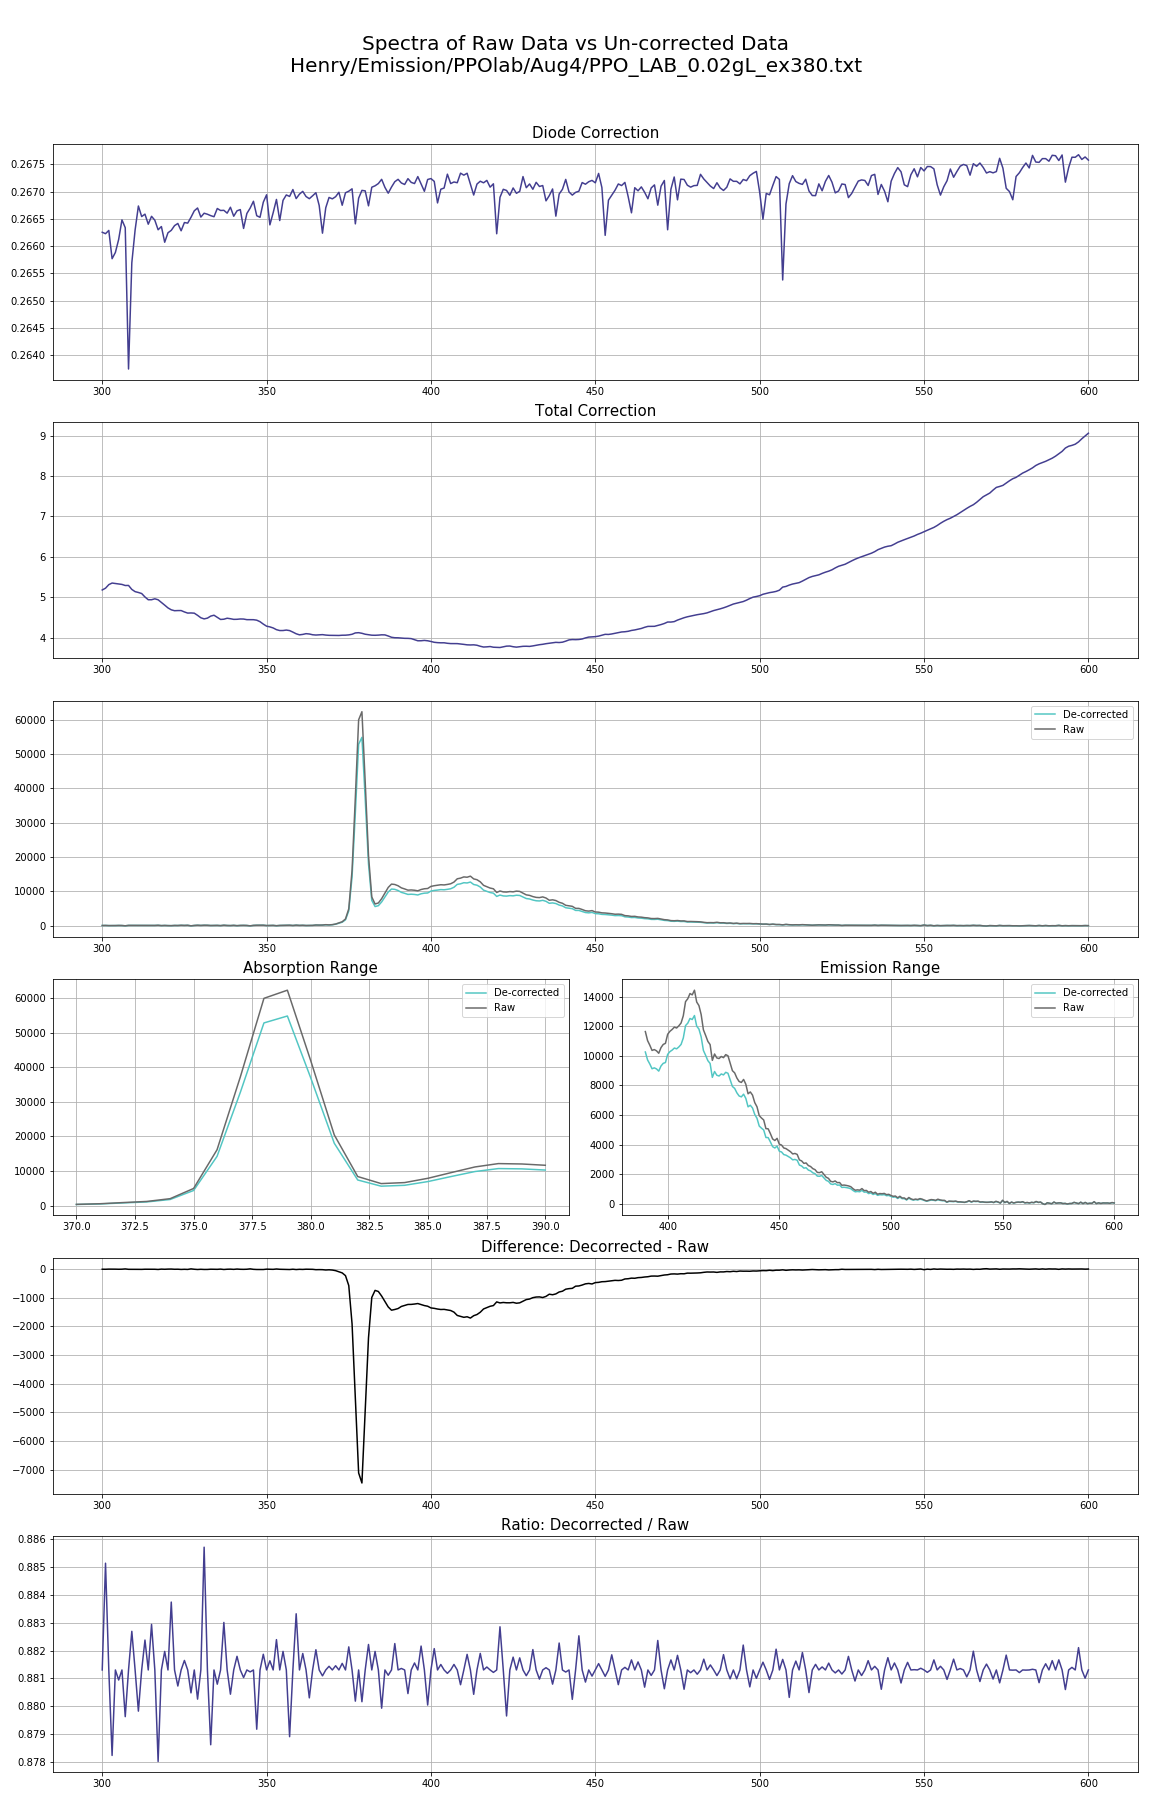 Spectra of Raw Data vs Un-corrected Data
Henry/Emission/PPOlab/Aug4/PPO_LAB_0.02gL_ex380.txt
Diode Correction
0.2675
0.2670
0.2665
0.2660
0.2655
0.2650
0.2645
0.2640
300 350 400 450 500 550 600
Total Correction
9
8
7
6
5
4
300 350 400 450 500 550 600
De-corrected
Raw
60000
50000
40000
30000
20000
10000
0
300 350 400 450 500 550 600
Absorption Range
De-corrected
Raw
60000
50000
40000
30000
20000
10000
0
370.0 372.5 375.0 377.5 380.0 382.5 385.0 387.5 390.0
Emission Range
De-corrected
Raw
14000
12000
10000
8000
6000
4000
2000
0
400 450 500 550 600
Difference: Decorrected - Raw
0
−1000
−2000
−3000
−4000
−5000
−6000
−7000
300 350 400 450 500 550 600
Ratio: Decorrected / Raw
0.886
0.885
0.884
0.883
0.882
0.881
0.880
0.879
0.878
300 350 400 450 500 550 600